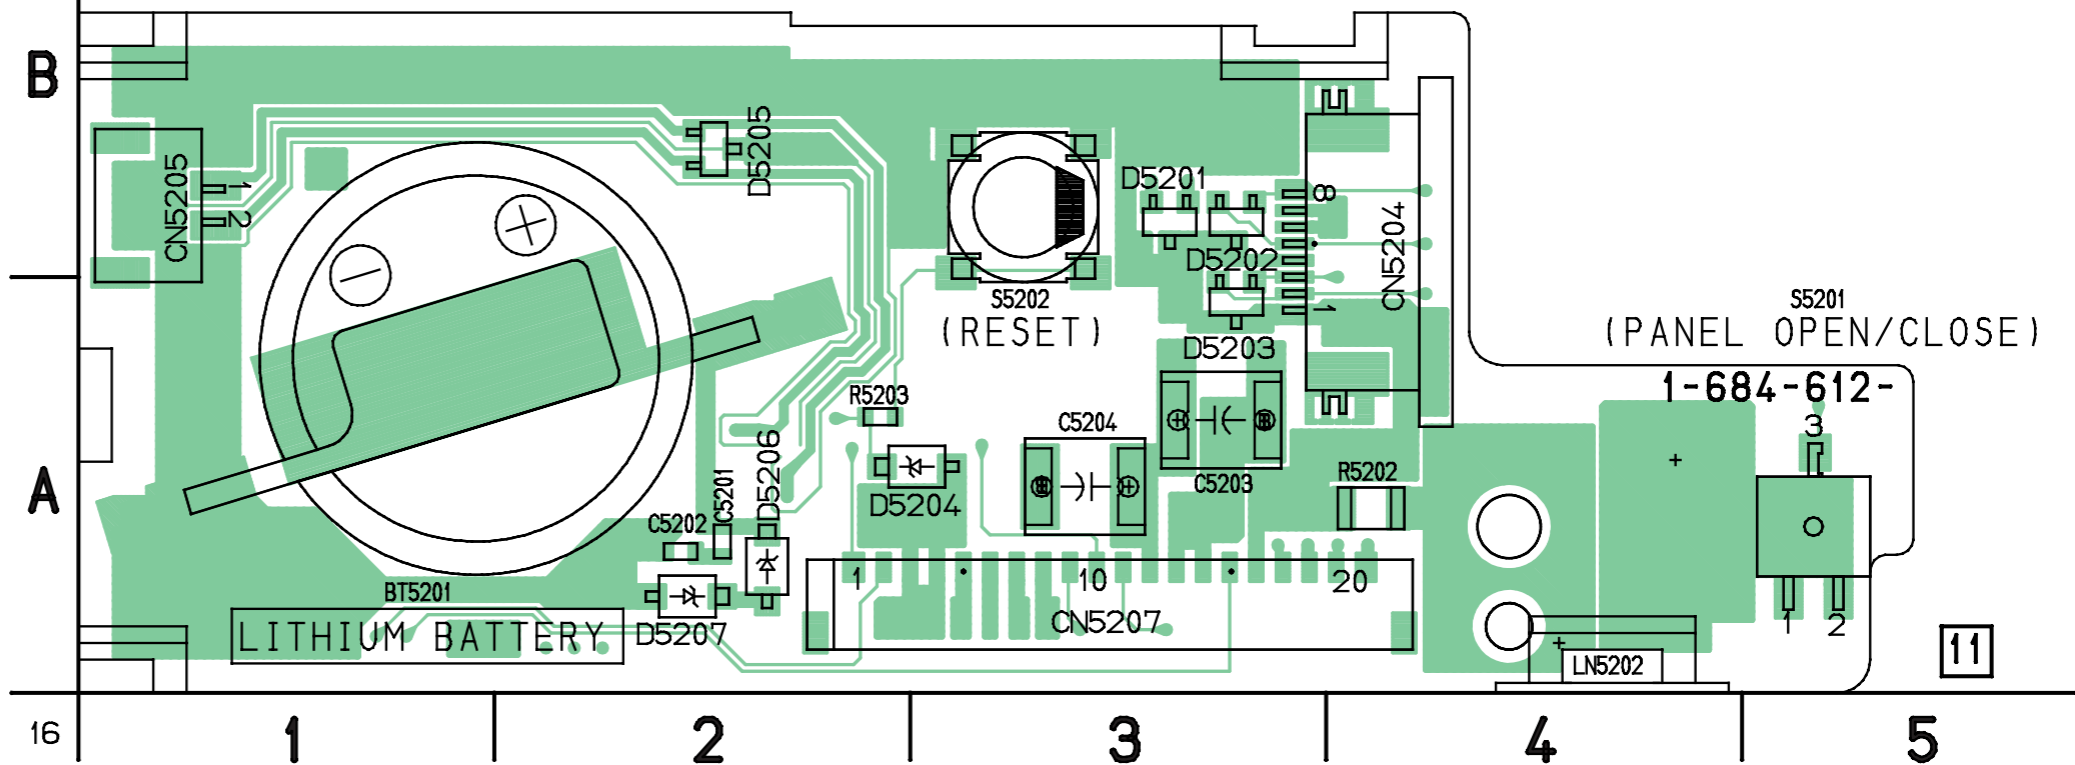 B
CN5205
1
2
D5205
D5201
8
CN5204
D5202
1
S5202
(RESET)
D5203
S5201
(PANEL OPEN/CLOSE)
1-684-612-
A
R5203
C5204
3
D5206
C5201
D5204
C5203
R5202
C5202
1
10
20
BT5201
LITHIUM BATTERY
D5207
CN5207
1
2
LN5202
11
16
1
2
3
4
5